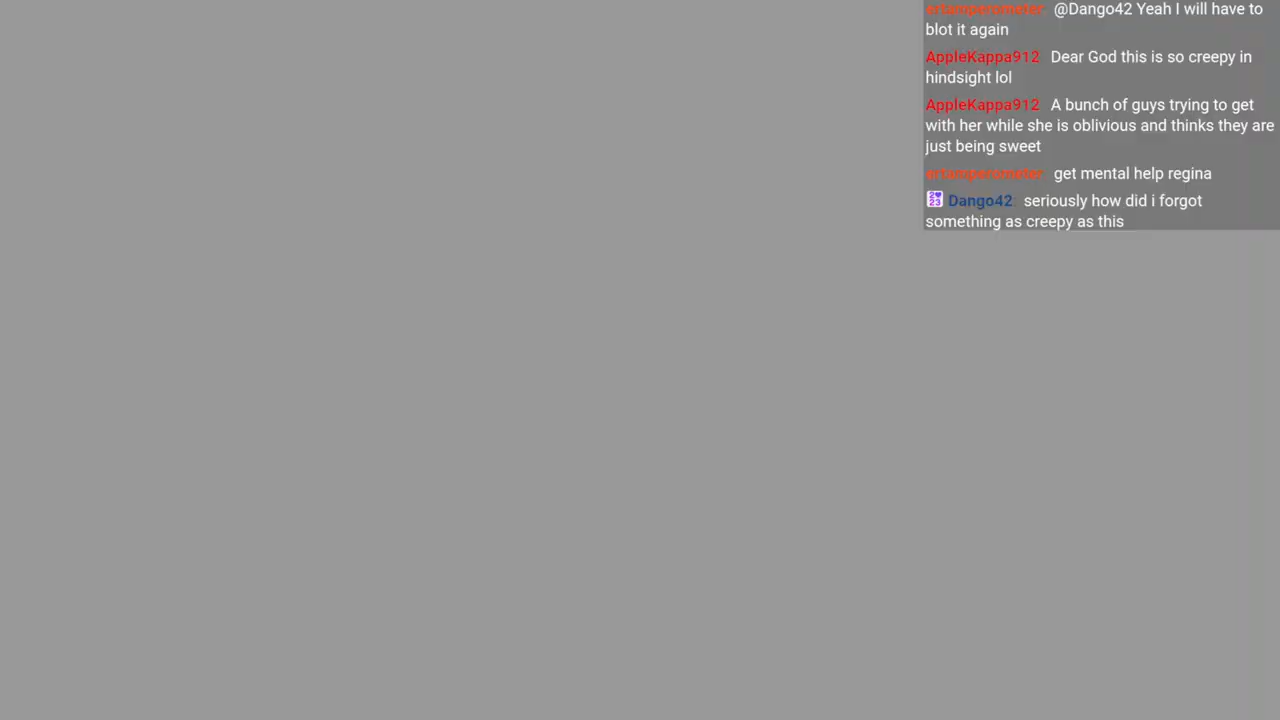 @Dango42 Yeah I will have to
blot it again
AppleKappa912 Dear God this is so creepy in
hindsight lol
AppleKappa912 A bunch of guys trying to get
with her while she is oblivious and thinks they are
just being sweet
get mental help regina
2023 Dango42: seriously how did i forgot
something as creepy as this